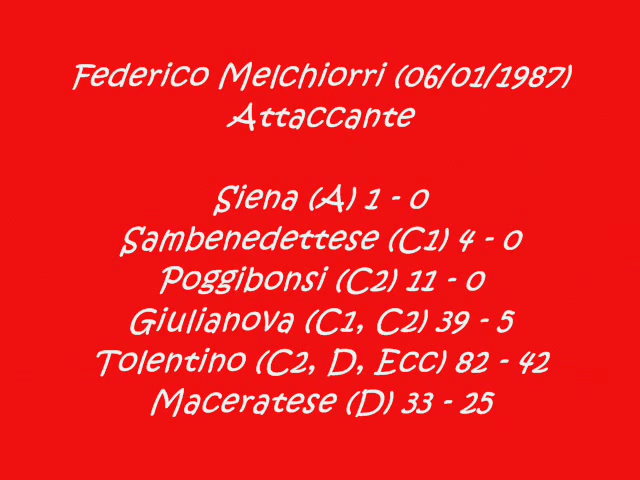 Federico Melchiorri (06/01/1987)
Attaccante
Siena (A) 1 - 0
Sambenedettese (C1) 4 - 0
Poggibonsi (C2) 11 - 0
Giulianova (C1, C2) 39 - 5
Tolentino (C2, D, Ecc) 82 - 42
Maceratese (D) 33 - 25